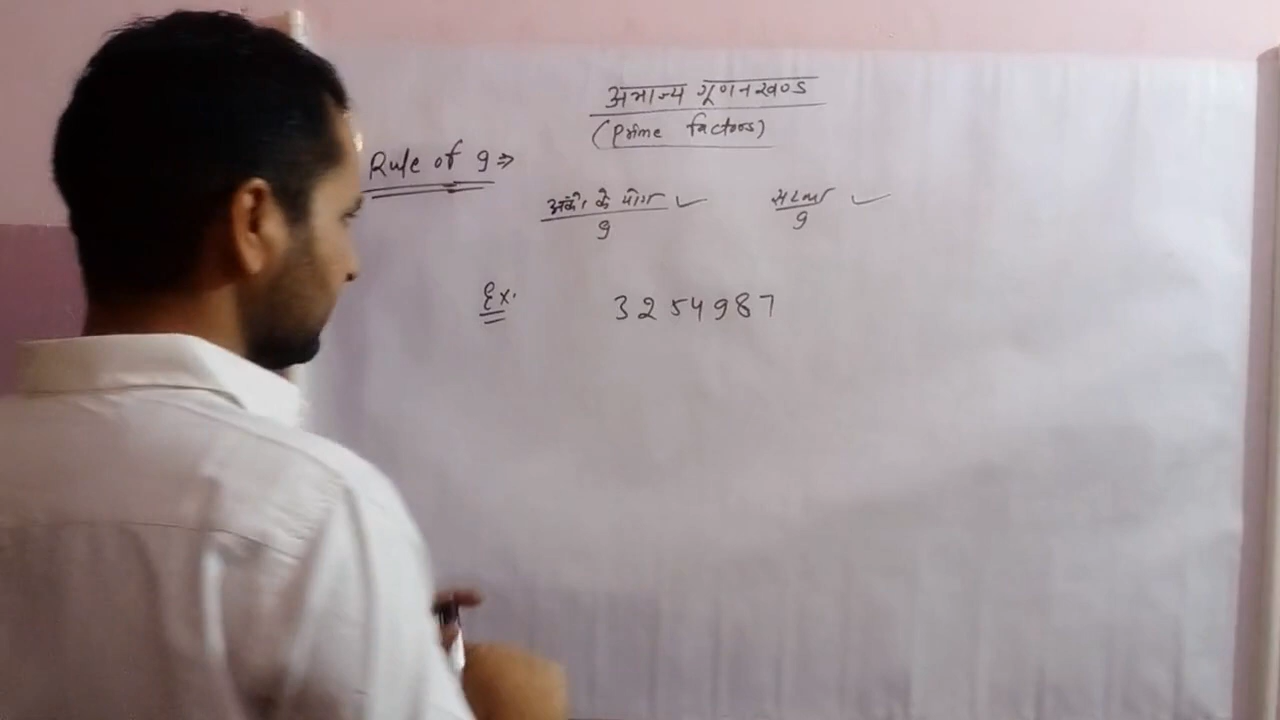 अभाज्य गूणनखण्ड
(Prime factors)
Rule of 9 ⇒
अंको के योग ✓ संख्या ✓
9 9
Ex. 3254987